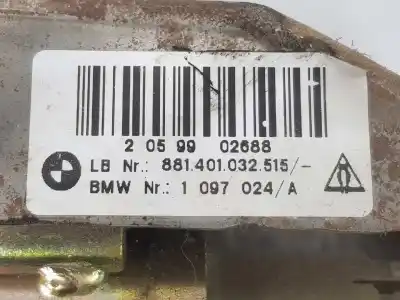 2 05 99 02688
LB Nr.: 881.401.032.515/-
BMW Nr.: 1 097 024/A